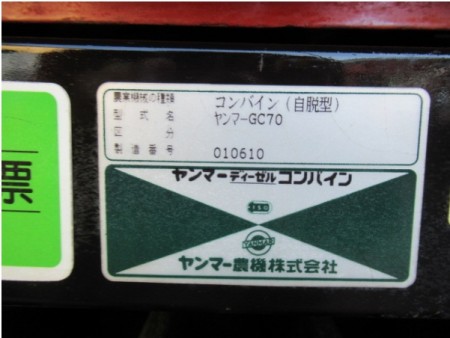 農業機械の種類 コンバイン(自脱型)
型式名 ヤンマーGC70
区分
製造番号 010610
ヤンマーディーゼルコンバイン
YANMAR
ヤンマー農機株式会社
票